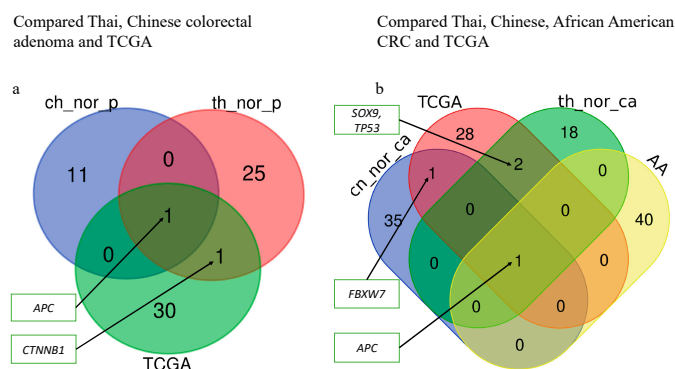 Compared Thai, Chinese colorectal
adenoma and TCGA
Compared Thai, Chinese, African American
CRC and TCGA
a
ch_nor_p
th_nor_p
11
0
25
1
0
1
30
APC
CTNNB1
TCGA
b
TCGA
th_nor_ca
SOX9,
TP53
cn_nor_ca
AA
28
18
1
2
0
35
0
0
40
0
1
0
FBXW7
0
0
APC
0